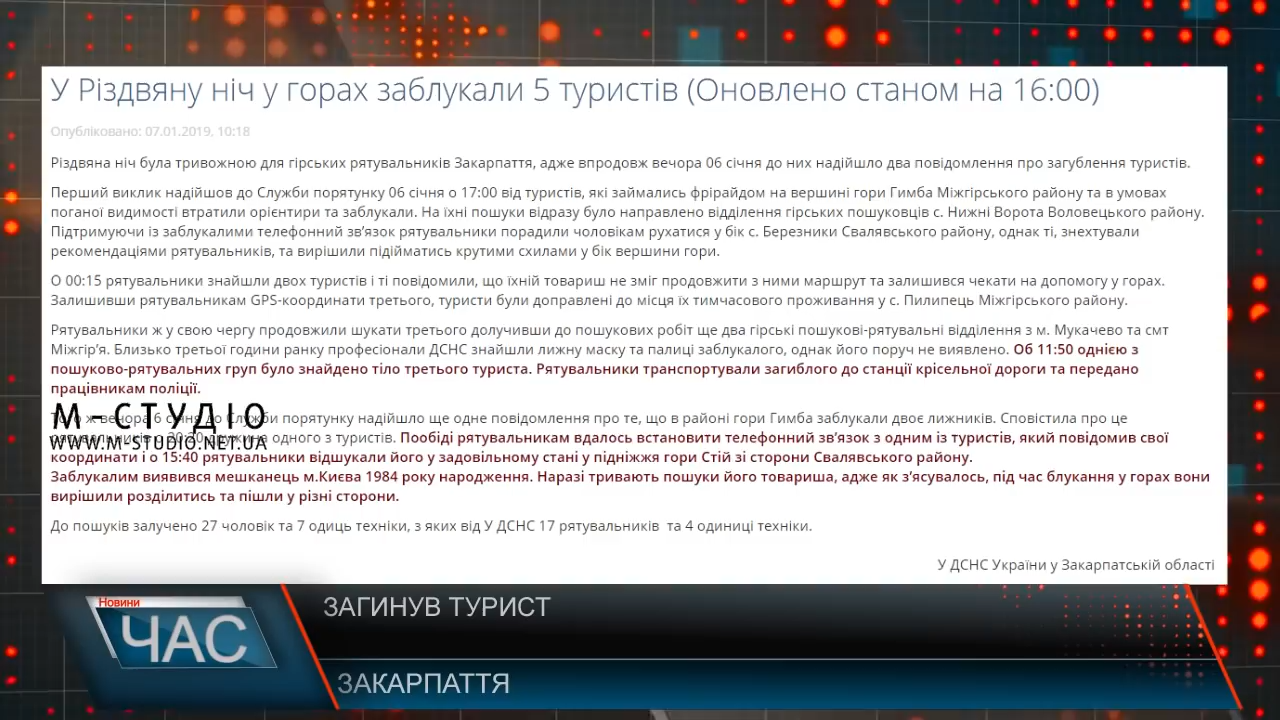 У Різдвяну ніч у горах заблукали 5 туристів (Оновлено станом на 16:00)
Опубліковано: 07.01.2019, 10:18
Різдвяна ніч була тривожною для гірських рятувальників Закарпаття, адже впродовж вечора 06 січня до них надійшло два повідомлення про загублення туристів.
Перший виклик надійшов до Служби порятунку 06 січня о 17:00 від туристів, які займались фрірайдом на вершині гори Гимба Міжгірського району та в умовах
поганої видимості втратили орієнтири та заблукали. На їхні пошуки відразу було направлено відділення гірських пошуковців с. Нижні Ворота Воловецького району.
Підтримуючи із заблукалими телефонний зв’язок рятувальники порадили чоловікам рухатися у бік с. Березники Свалявського району, однак ті, знехтували
рекомендаціями рятувальників, та вирішили підійматись крутими схилами у бік вершини гори.
О 00:15 рятувальники знайшли двох туристів і ті повідомили, що їхній товариш не зміг продовжити з ними маршрут та залишився чекати на допомогу у горах.
Залишивши рятувальникам GPS-координати третього, туристи були доправлені до місця їх тимчасового проживання у с. Пилипець Міжгірського району.
Рятувальники ж у свою чергу продовжили шукати третього долучивши до пошукових робіт ще два гірські пошукові-рятувальні відділення з м. Мукачево та смт
Міжгір’я. Близько третьої години ранку професіонали ДСНС знайшли лижну маску та палиці заблукалого, однак його поруч не виявлено. Об 11:50 однією з
пошуково-рятувальних груп було знайдено тіло третього туриста. Рятувальники транспортували загиблого до станції крісельної дороги та передано
працівникам поліції.
М-СТУДІО
ж вечора 6 січня до Служби порятунку надійшло ще одне повідомлення про те, що в районі гори Гимба заблукали двоє лижників. Сповістила про це
WWW.M-STUDIO.NET.UA
одного з туристів. Пообіді рятувальникам вдалось встановити телефонний зв’язок з одним із туристів, який повідомив свої
координати і о 15:40 рятувальники відшукали його у задовільному стані у підніжжя гори Стій зі сторони Свалявського району.
Заблукалим виявився мешканець м.Києва 1984 року народження. Наразі тривають пошуки його товариша, адже як з’ясувалось, під час блукання у горах вони
вирішили розділитись та пішли у різні сторони.
До пошуків залучено 27 чоловік та 7 одиць техніки, з яких від У ДСНС 17 рятувальників та 4 одиниці техніки.
У ДСНС України у Закарпатській області
Новини
ЧАС
ЗАГИНУВ ТУРИСТ
ЗАКАРПАТТЯ